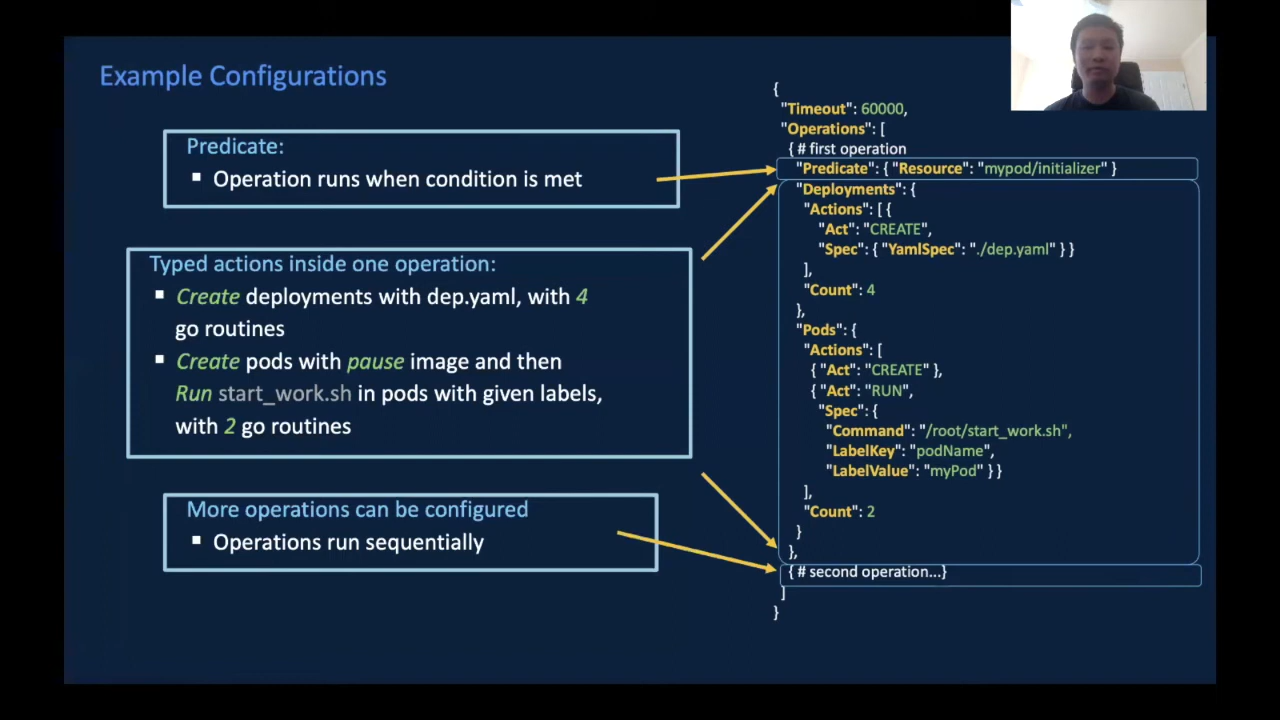 Example Configurations
Predicate:
▪ Operation runs when condition is met
Typed actions inside one operation:
▪ Create deployments with dep.yaml, with 4
go routines
▪ Create pods with pause image and then
Run start_work.sh in pods with given labels,
with 2 go routines
More operations can be configured
▪ Operations run sequentially
{
"Timeout": 60000,
"Operations": [
{ # first operation
"Predicate": { "Resource": "mypod/initializer" }
"Deployments": {
"Actions": [ {
"Act": "CREATE",
"Spec": { "YamlSpec": "./dep.yaml" } }
],
"Count": 4
},
"Pods": {
"Actions": [
{ "Act": "CREATE" },
{ "Act": "RUN",
"Spec": {
"Command": "/root/start_work.sh",
"LabelKey": "podName",
"LabelValue": "myPod" } }
],
"Count": 2
}
},
{ # second operation...}
]
}